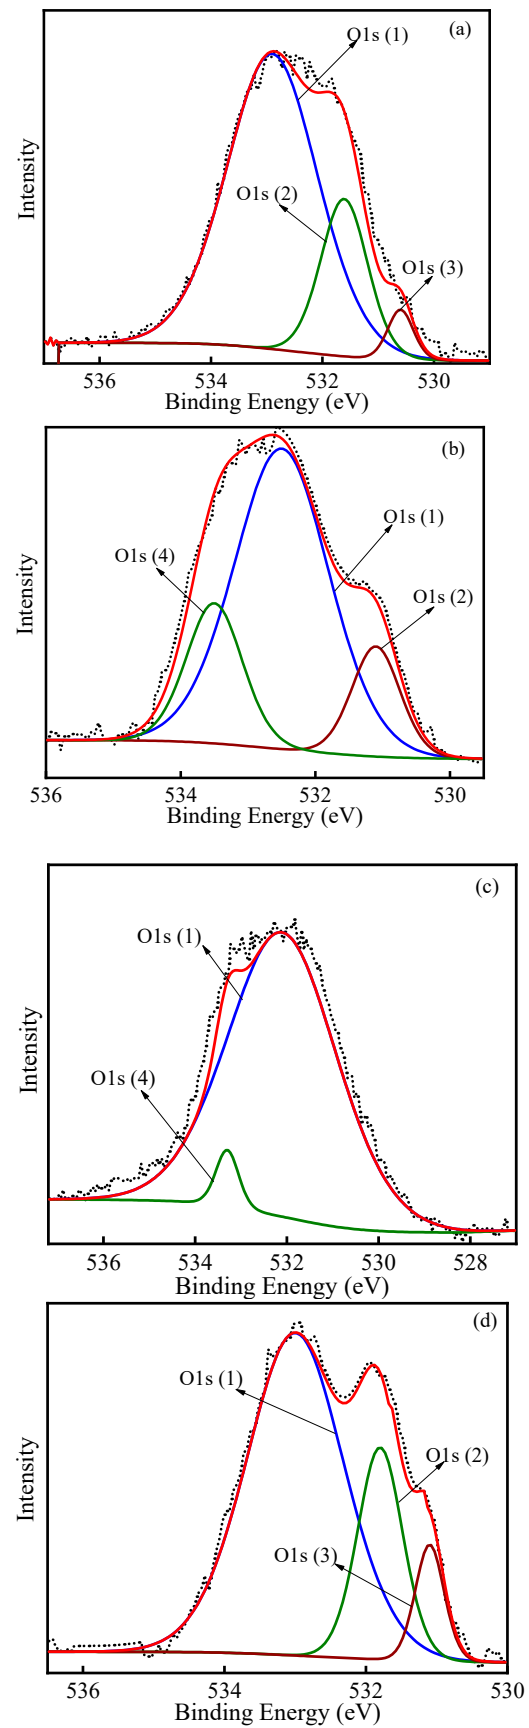 (a)
O1s (1)
O1s (2)
O1s (3)
Intensity
536 534 532 530
Binding Energy (eV)
(b)
O1s (1)
O1s (4)
O1s (2)
Intensity
536 534 532 530
Binding Energy (eV)
(c)
O1s (1)
O1s (4)
Intensity
536 534 532 530 528
Binding Energy (eV)
(d)
O1s (1)
O1s (2)
O1s (3)
Intensity
536 534 532 530
Binding Energy (eV)